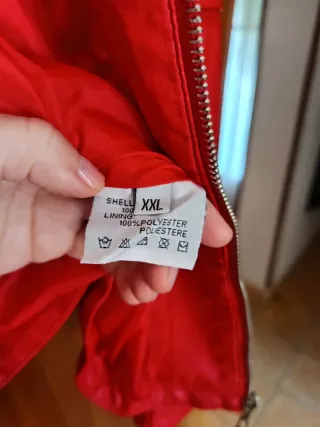 SHELL
XXL
100
LINING:
100%POLYESTER
POLIESTERE